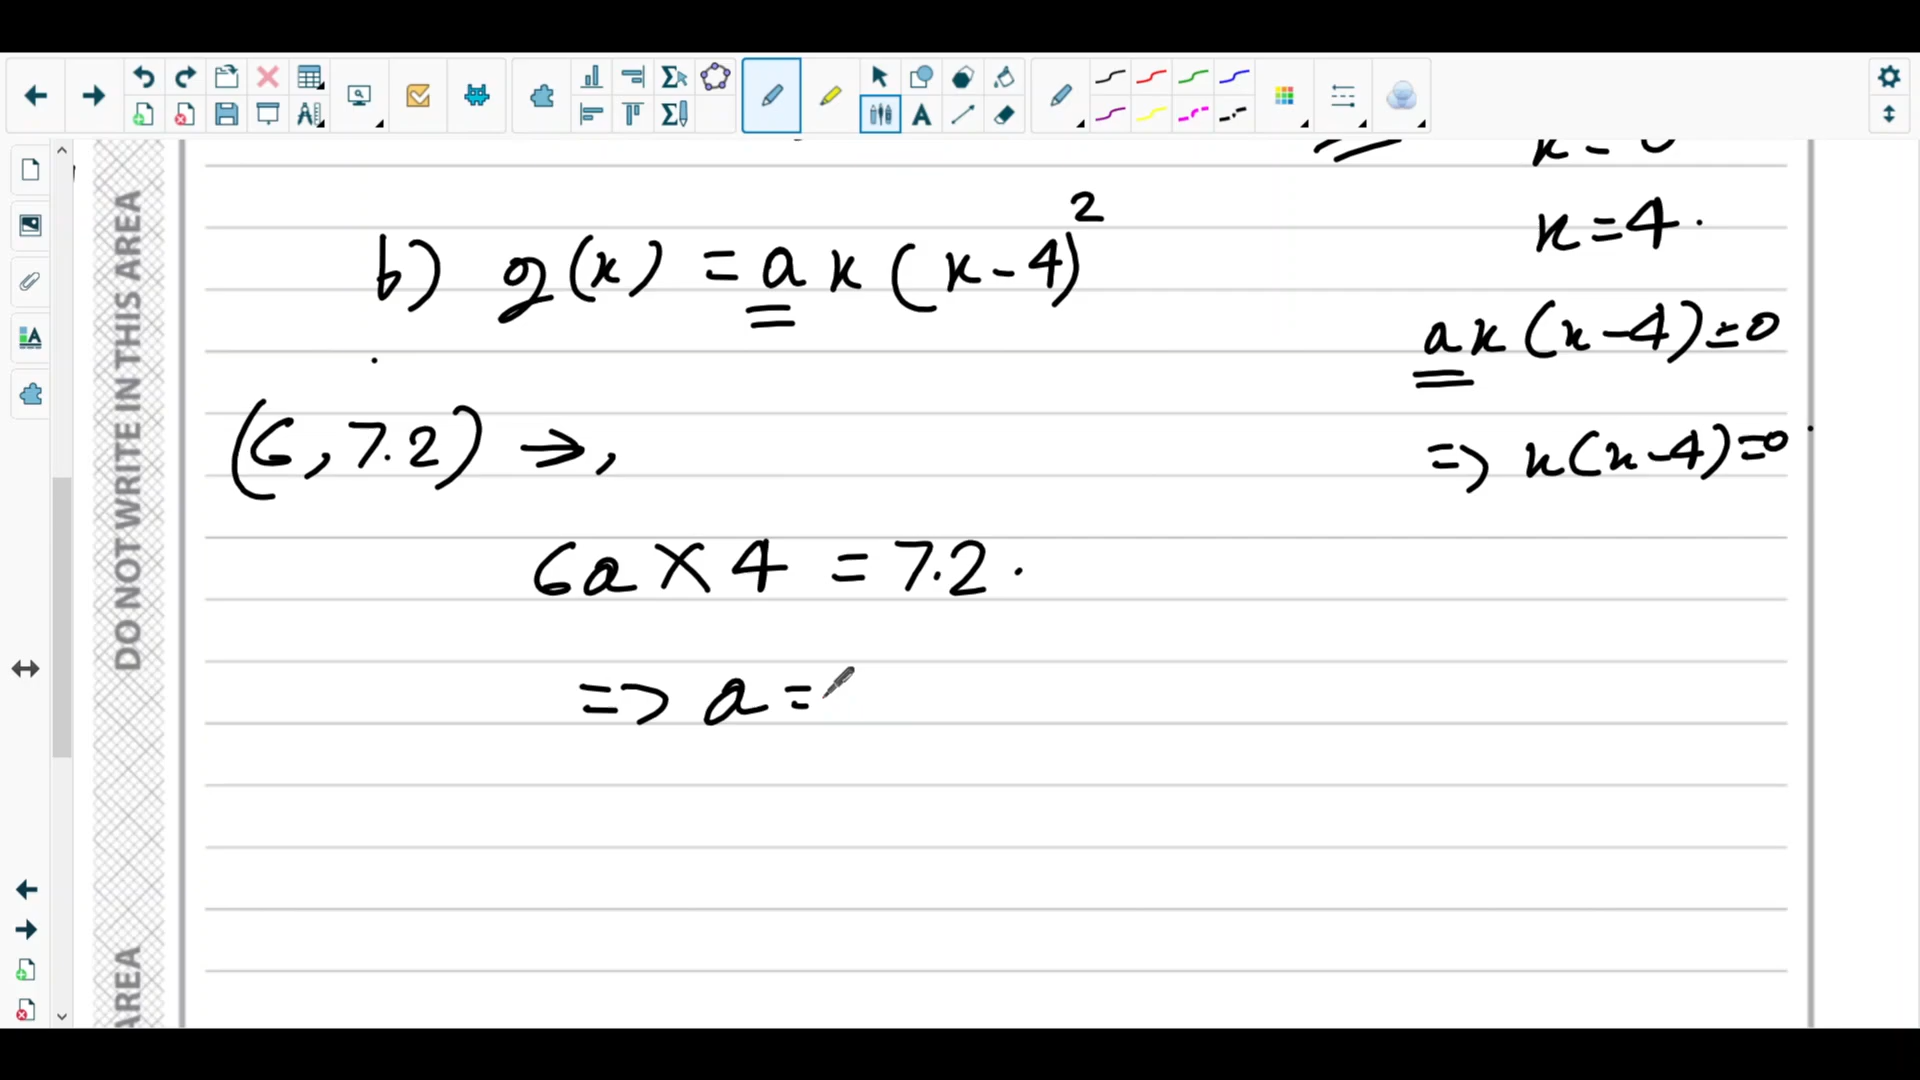 x = 0
x = 4.
b) g(x) = ax(x-4)²
ax(x-4) = 0
(6, 7.2) →,
=> x(x-4) = 0
6a × 4 = 7.2.
=> a =
DO NOT WRITE IN THIS AREA
AREA